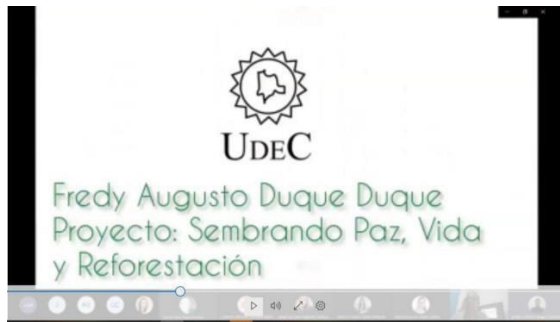 UDEC
Fredy Augusto Duque Duque
Proyecto: Sembrando Paz, Vida
y Reforestación